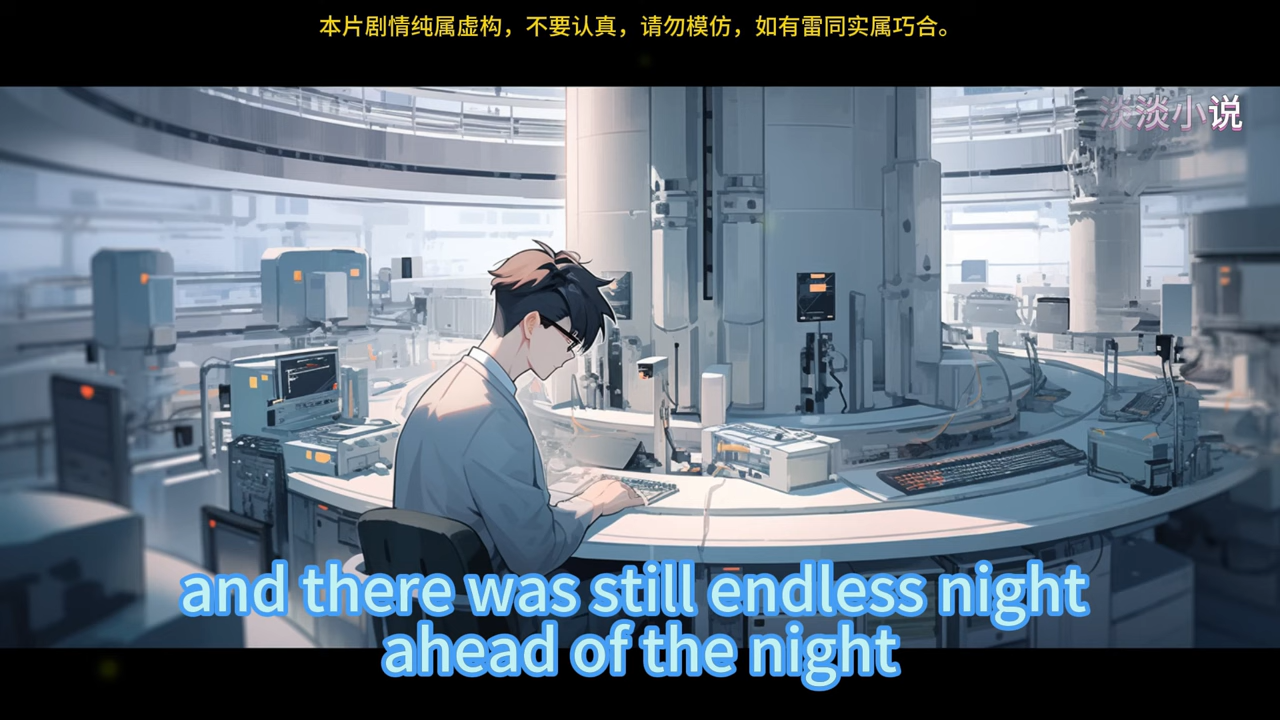 本片剧情纯属虚构，不要认真，请勿模仿，如有雷同实属巧合。
淡淡小说
and there was still endless night
ahead of the night